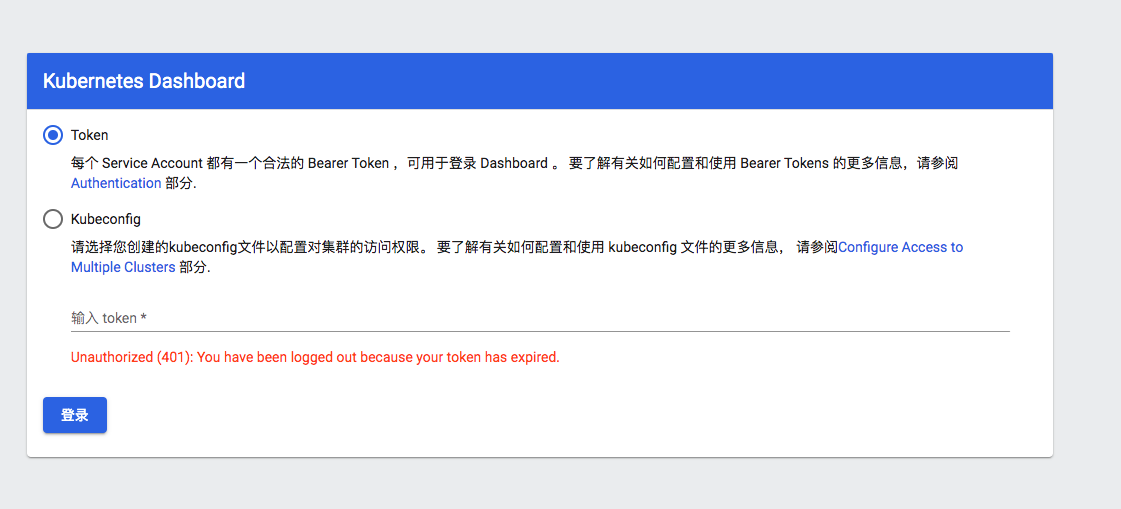 Kubernetes Dashboard
Token
每个 Service Account 都有一个合法的 Bearer Token ，可用于登录 Dashboard 。 要了解有关如何配置和使用 Bearer Tokens 的更多信息，请参阅
Authentication 部分.
Kubeconfig
请选择您创建的kubeconfig文件以配置对集群的访问权限。 要了解有关如何配置和使用 kubeconfig 文件的更多信息， 请参阅Configure Access to
Multiple Clusters 部分.
输入 token *
Unauthorized (401): You have been logged out because your token has expired.
登录